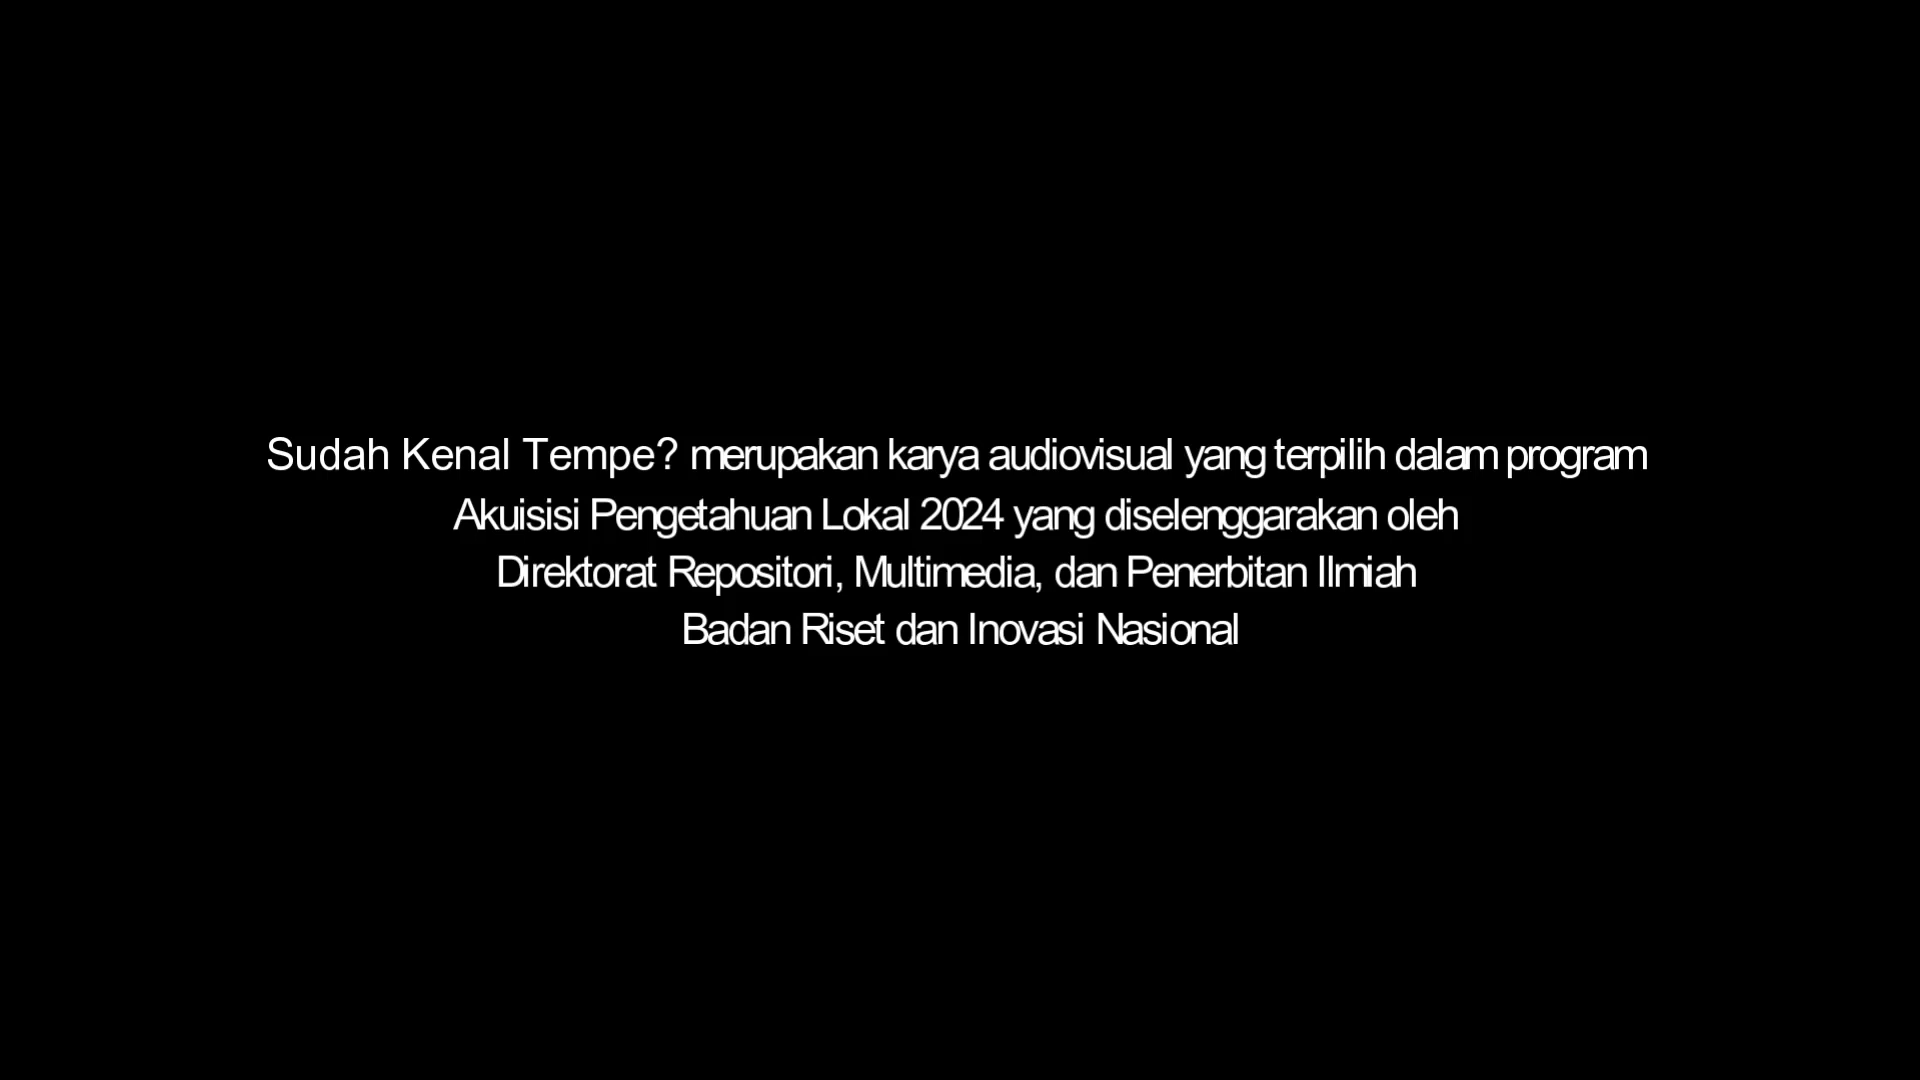 Sudah Kenal Tempe? merupakan karya audiovisual yang terpilih dalam program
Akuisisi Pengetahuan Lokal 2024 yang diselenggarakan oleh
Direktorat Repositori, Multimedia, dan Penerbitan Ilmiah
Badan Riset dan Inovasi Nasional